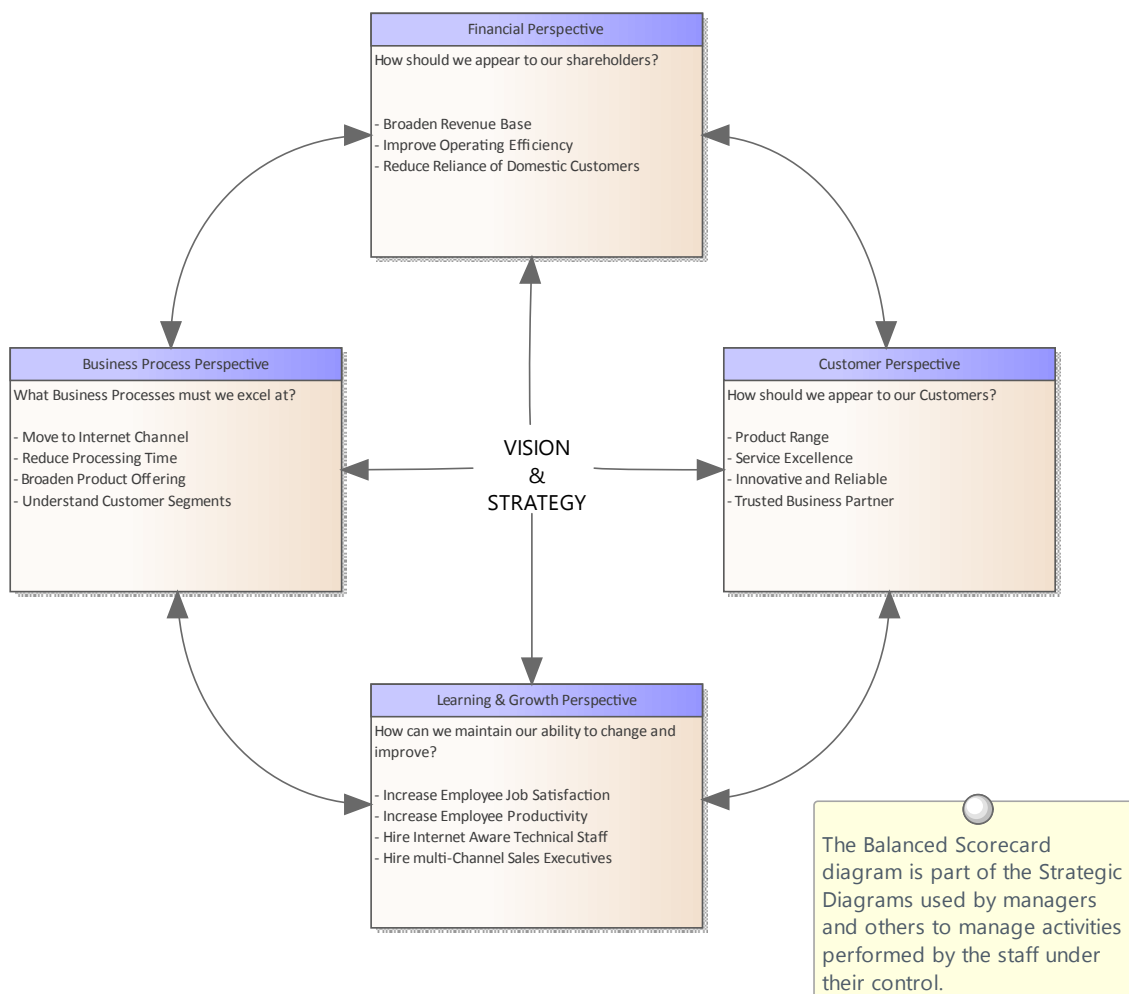 Financial Perspective
How should we appear to our shareholders?
- Broaden Revenue Base
- Improve Operating Efficiency
- Reduce Reliance of Domestic Customers
Business Process Perspective
What Business Processes must we excel at?
- Move to Internet Channel
- Reduce Processing Time
- Broaden Product Offering
- Understand Customer Segments
VISION
&
STRATEGY
Customer Perspective
How should we appear to our Customers?
- Product Range
- Service Excellence
- Innovative and Reliable
- Trusted Business Partner
Learning & Growth Perspective
How can we maintain our ability to change and
improve?
- Increase Employee Job Satisfaction
- Increase Employee Productivity
- Hire Internet Aware Technical Staff
- Hire multi-Channel Sales Executives
The Balanced Scorecard
diagram is part of the Strategic
Diagrams used by managers
and others to manage activities
performed by the staff under
their control.